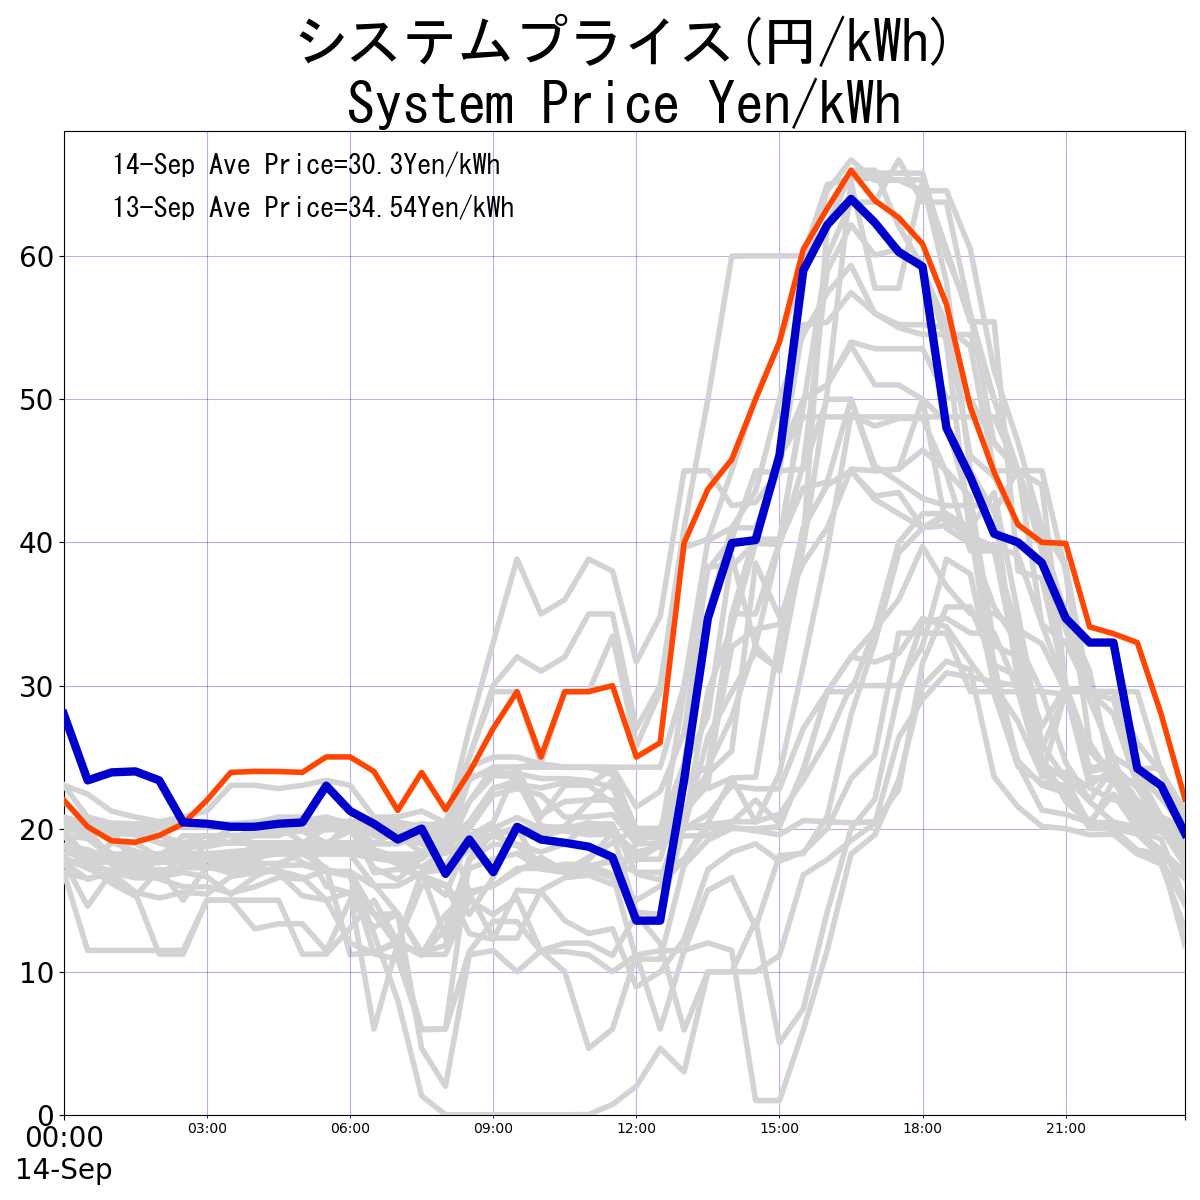 システムプライス(円/kWh)
System Price Yen/kWh
14-Sep Ave Price=30.3Yen/kWh
13-Sep Ave Price=34.54Yen/kWh
60
50
40
30
20
10
0
00:00 03:00 06:00 09:00 12:00 15:00 18:00 21:00
14-Sep